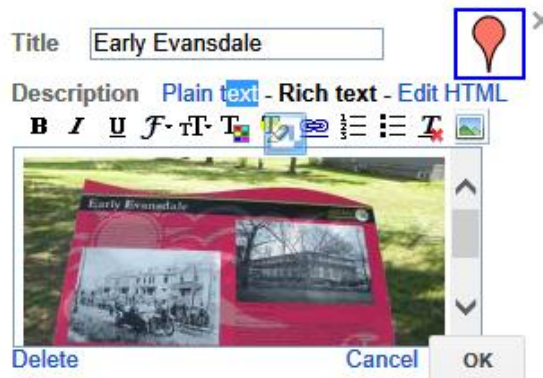 Title Early Evansdale
Description Plain text - Rich text - Edit HTML
B I U F T T T T
Early Evansdale
Delete Cancel OK